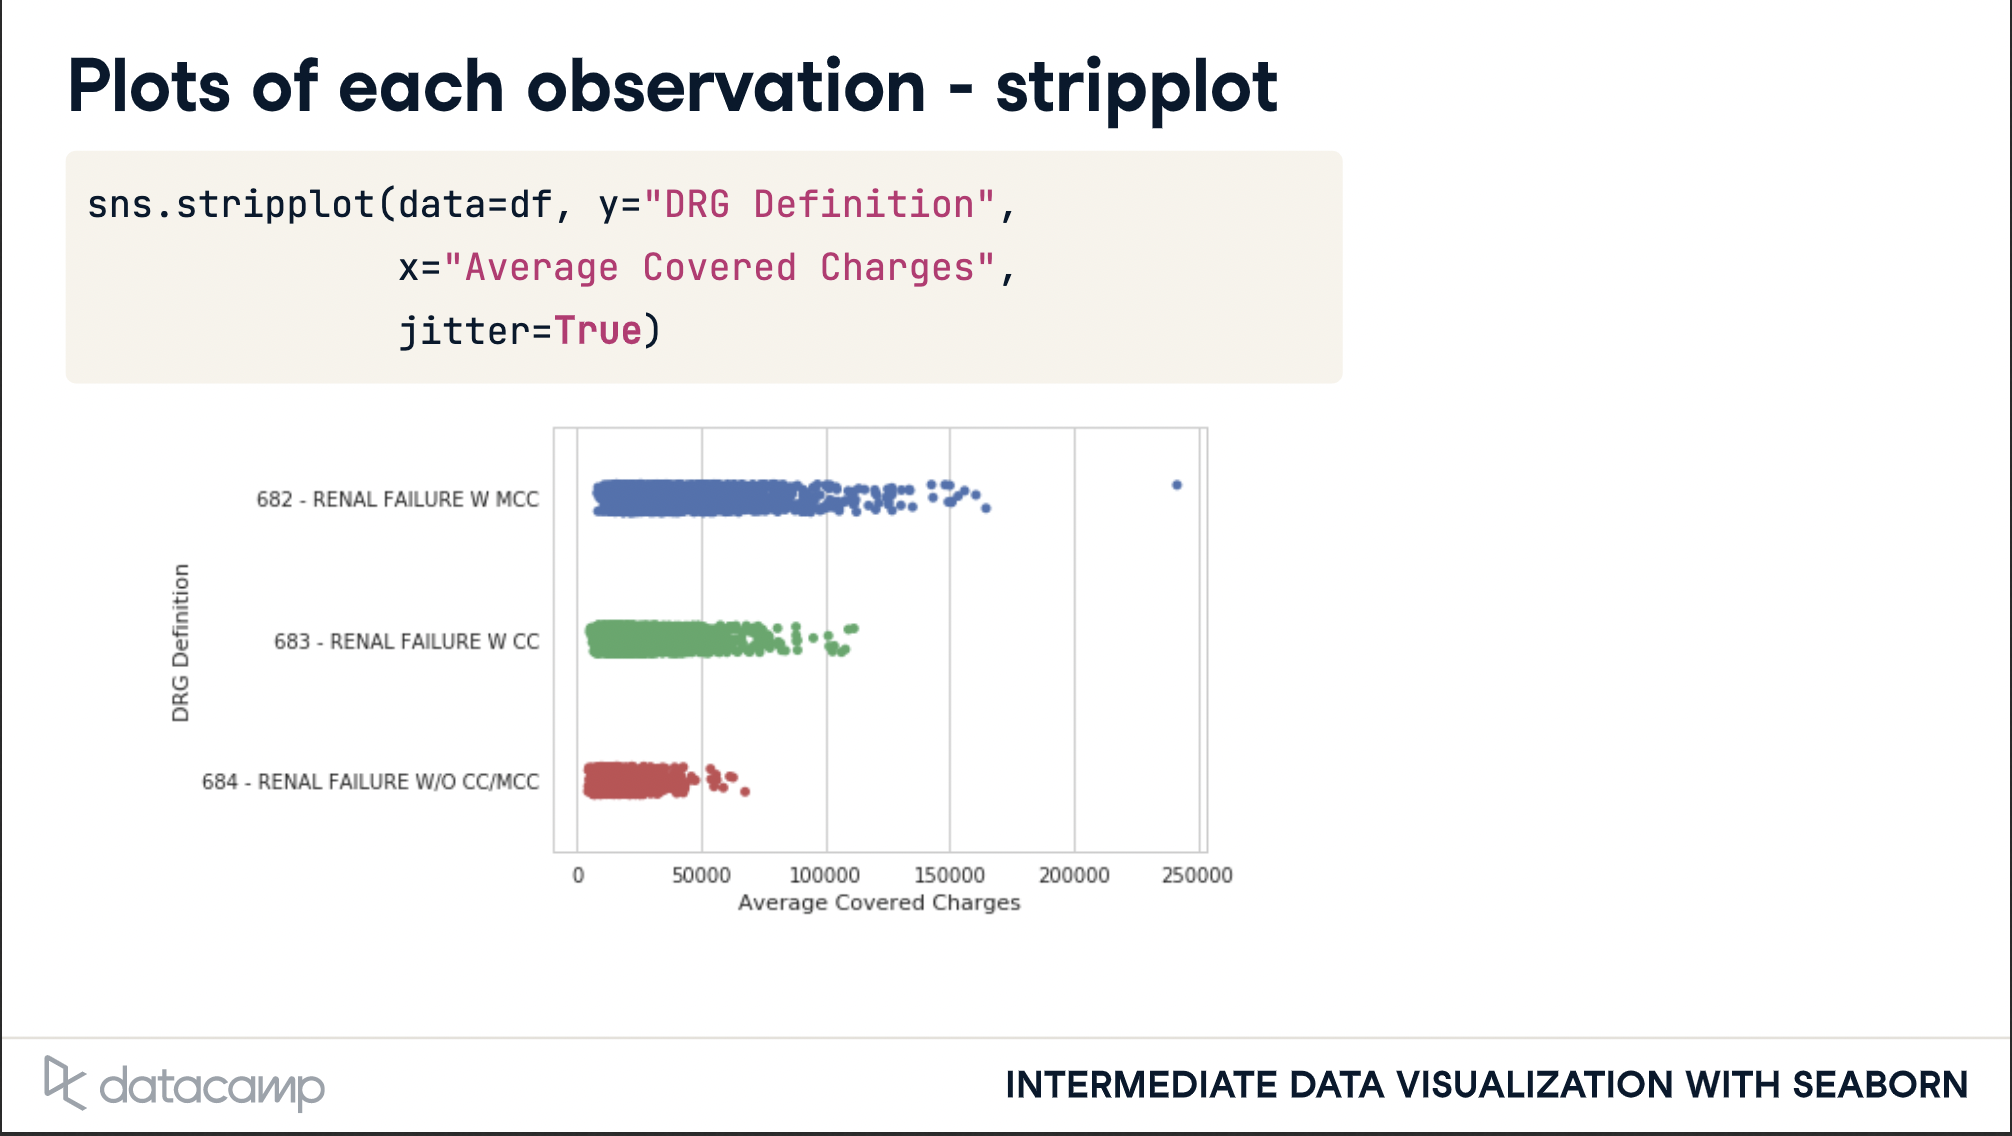 Plots of each observation - stripplot
sns.stripplot(data=df, y="DRG Definition",
x="Average Covered Charges",
jitter=True)
682 - RENAL FAILURE W MCC
683 - RENAL FAILURE W CC
684 - RENAL FAILURE W/O CC/MCC
DRG Definition
0 50000 100000 150000 200000 250000
Average Covered Charges
datacamp
INTERMEDIATE DATA VISUALIZATION WITH SEABORN